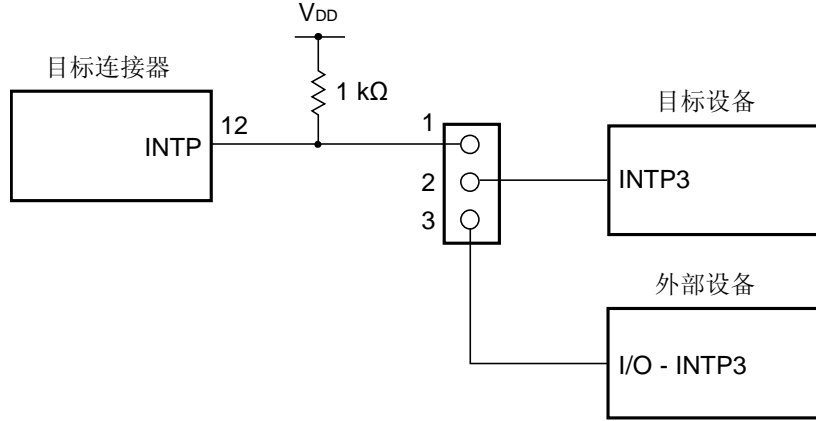 VDD
目标连接器
1 kΩ
目标设备
12
1
INTP
2
INTP3
3
外部设备
I/O - INTP3